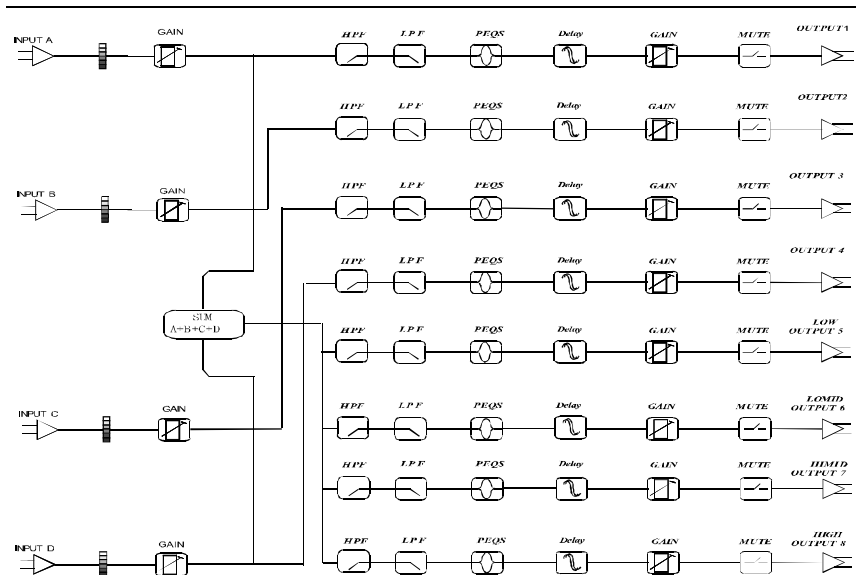 INPUT A
GAIN
HPF LPF PEQS Delay GAIN MUTE OUTPUT1
HPF LPF PEQS Delay GAIN MUTE OUTPUT2
INPUT B
GAIN
HPF LPF PEQS Delay GAIN MUTE OUTPUT 3
HPF LPF PEQS Delay GAIN MUTE OUTPUT 4
SUM
A+B+C+D
HPF LPF PEQS Delay GAIN MUTE LOW
OUTPUT 5
INPUT C
GAIN
HPF LPF PEQS Delay GAIN MUTE LOMID
OUTPUT 6
HPF LPF PEQS Delay GAIN MUTE HIMID
OUTPUT 7
INPUT D
GAIN
HPF LPF PEQS Delay GAIN MUTE HIGH
OUTPUT 8